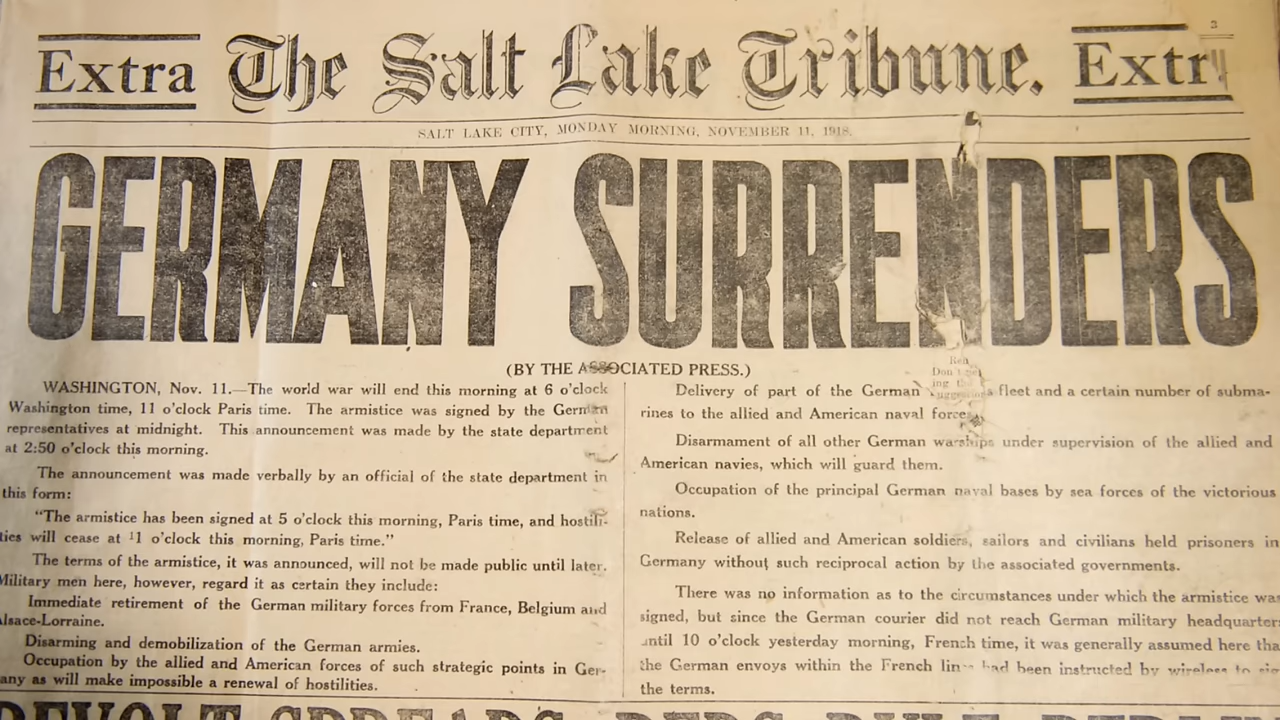 Extra The Salt Lake Tribune. Extr
SALT LAKE CITY, MONDAY MORNING, NOVEMBER 11, 1918.
GERMANY SURRENDERS
(BY THE ASSOCIATED PRESS.)
WASHINGTON, Nov. 11.—The world war will end this morning at 6 o'clock
Washington time, 11 o'clock Paris time. The armistice was signed by the German
representatives at midnight. This announcement was made by the state department
at 2:50 o'clock this morning.
The announcement was made verbally by an official of the state department in
this form:
"The armistice has been signed at 5 o'clock this morning, Paris time, and hostili-
ties will cease at 11 o'clock this morning, Paris time."
The terms of the armistice, it was announced, will not be made public until later.
Military men here, however, regard it as certain they include:
Immediate retirement of the German military forces from France, Belgium and
Alsace-Lorraine.
Disarming and demobilization of the German armies.
Occupation by the allied and American forces of such strategic points in Ger-
any as will make impossible a renewal of hostilities.
Delivery of part of the German fleet and a certain number of subma-
rines to the allied and American naval forces.
Disarmament of all other German warships under supervision of the allied and
American navies, which will guard them.
Occupation of the principal German naval bases by sea forces of the victorious
nations.
Release of allied and American soldiers, sailors and civilians held prisoners in
Germany without such reciprocal action by the associated governments.
There was no information as to the circumstances under which the armistice was
signed, but since the German courier did not reach German military headquarters
until 10 o'clock yesterday morning, French time, it was generally assumed here tha
the German envoys within the French lines had been instructed by wireless to sig
the terms.
REVOLT SPREADS